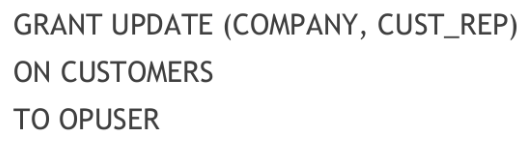 GRANT UPDATE (COMPANY, CUST_REP)
ON CUSTOMERS
TO OPUSER